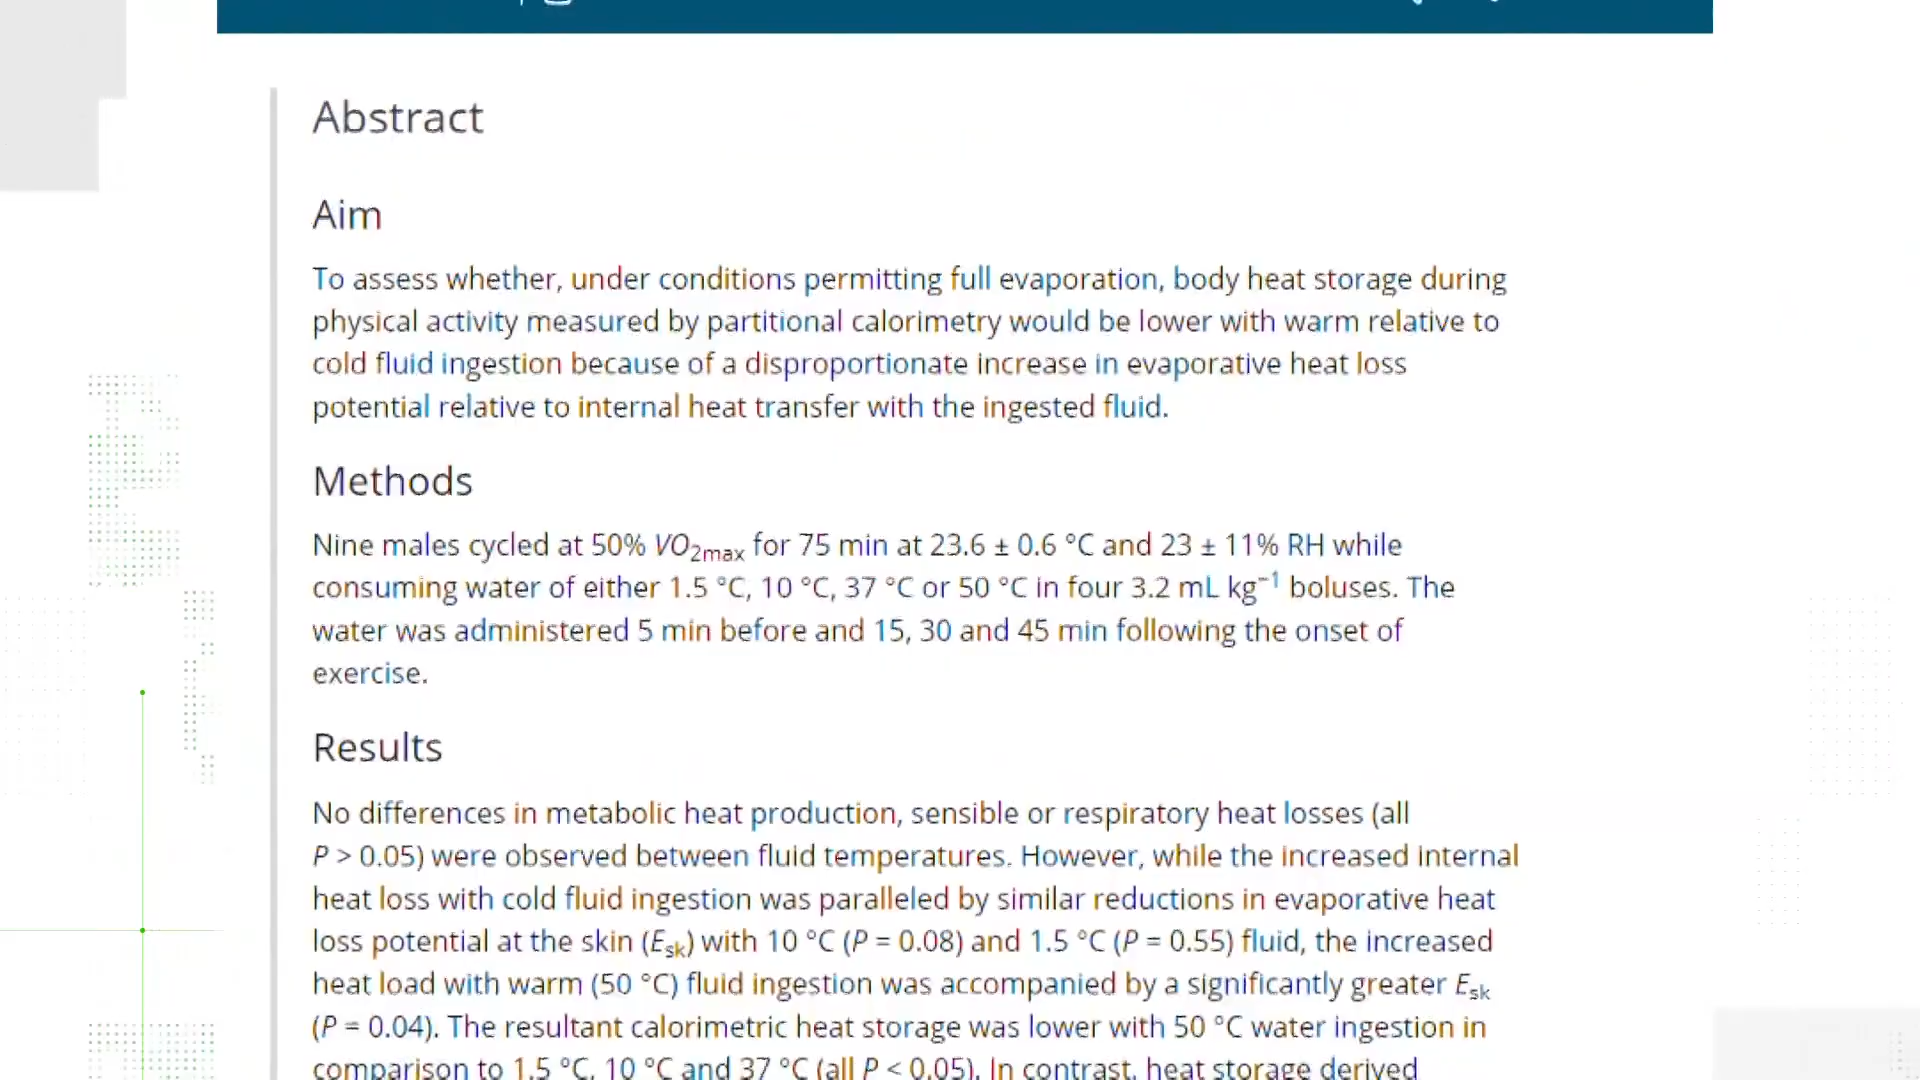 Abstract
Aim
To assess whether, under conditions permitting full evaporation, body heat storage during
physical activity measured by partitional calorimetry would be lower with warm relative to
cold fluid ingestion because of a disproportionate increase in evaporative heat loss
potential relative to internal heat transfer with the ingested fluid.
Methods
Nine males cycled at 50% VO2max for 75 min at 23.6 ± 0.6 °C and 23 ± 11% RH while
consuming water of either 1.5 °C, 10 °C, 37 °C or 50 °C in four 3.2 mL kg⁻¹ boluses. The
water was administered 5 min before and 15, 30 and 45 min following the onset of
exercise.
Results
No differences in metabolic heat production, sensible or respiratory heat losses (all
P > 0.05) were observed between fluid temperatures. However, while the increased internal
heat loss with cold fluid ingestion was paralleled by similar reductions in evaporative heat
loss potential at the skin (Esk) with 10 °C (P = 0.08) and 1.5 °C (P = 0.55) fluid, the increased
heat load with warm (50 °C) fluid ingestion was accompanied by a significantly greater Esk
(P = 0.04). The resultant calorimetric heat storage was lower with 50 °C water ingestion in
comparison to 1.5 °C, 10 °C and 37 °C (all P < 0.05). In contrast, heat storage derived